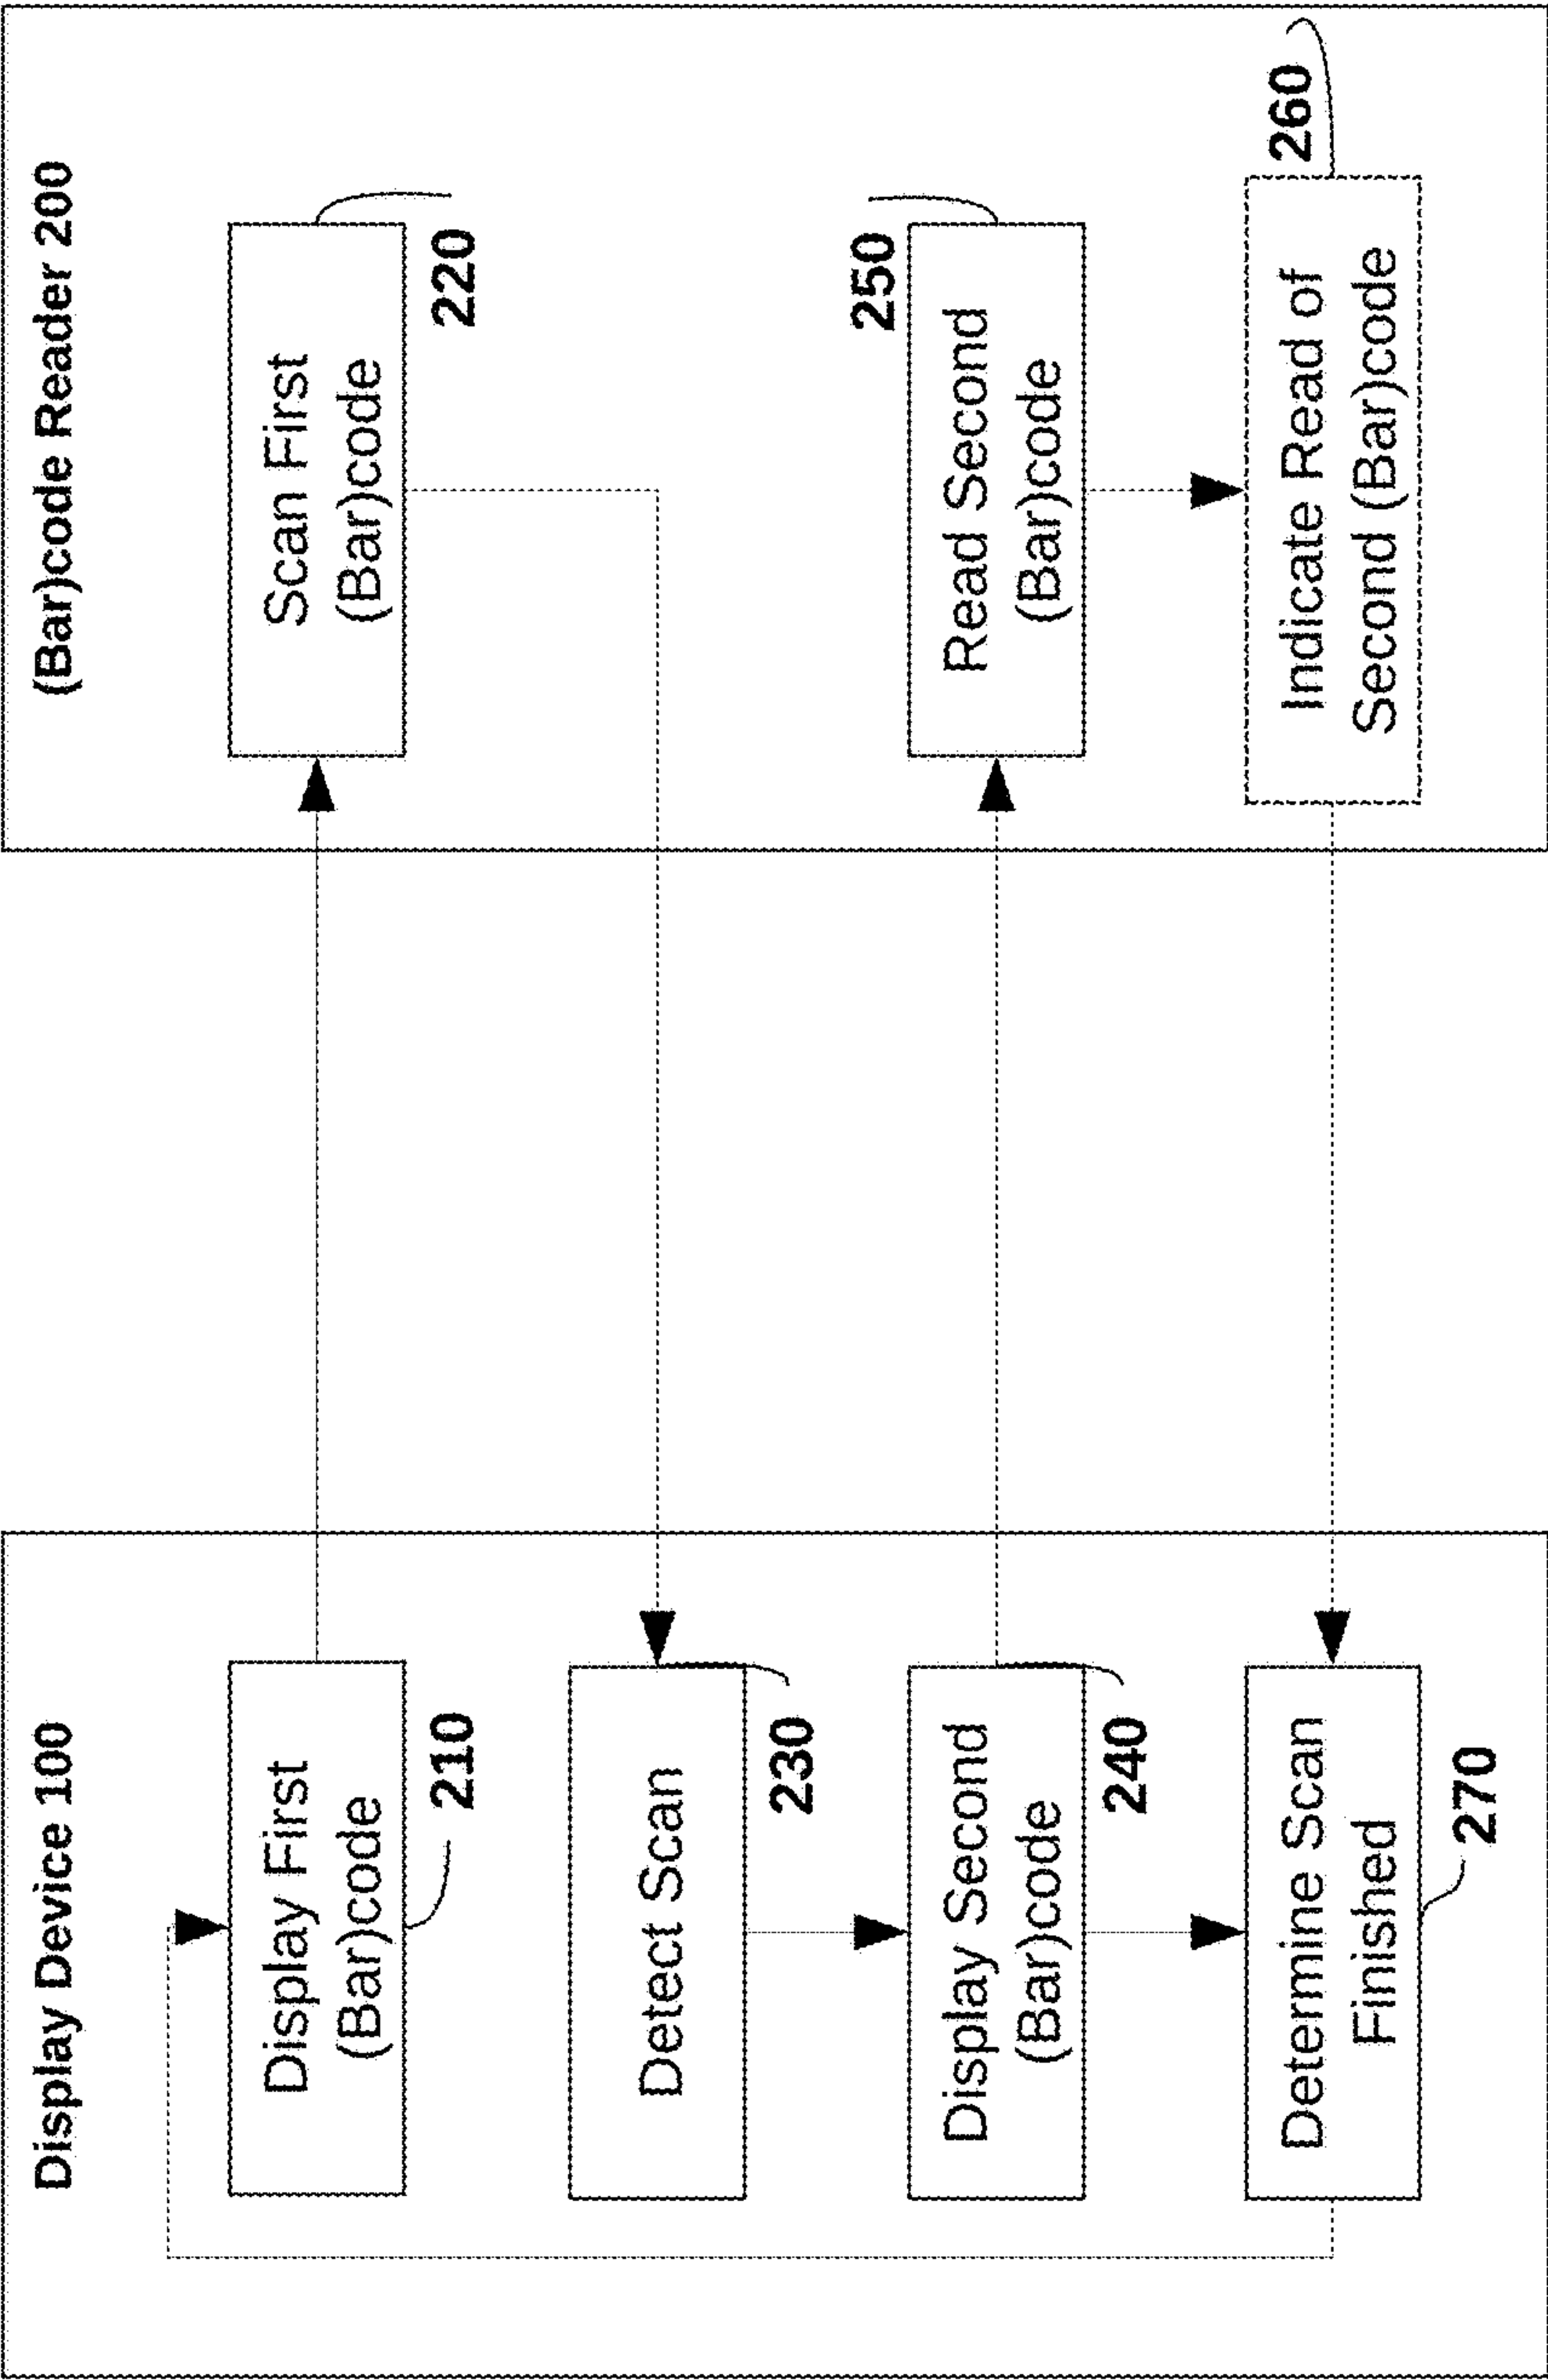 Display Device 100
(Bar)code Reader 200
Display First
(Bar)code
210
Scan First
(Bar)code
220
Detect Scan
230
Display Second
(Bar)code
240
Read Second
(Bar)code
250
Determine Scan
Finished
270
Indicate Read of
Second (Bar)code
260